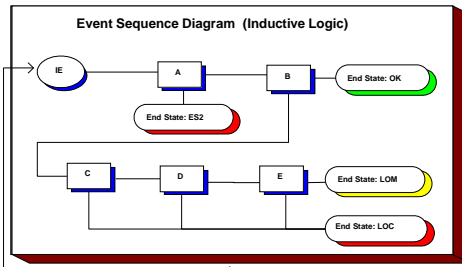 Event Sequence Diagram (Inductive Logic)
IE
A
B
End State: OK
End State: ES2
C
D
E
End State: LOM
End State: LOC